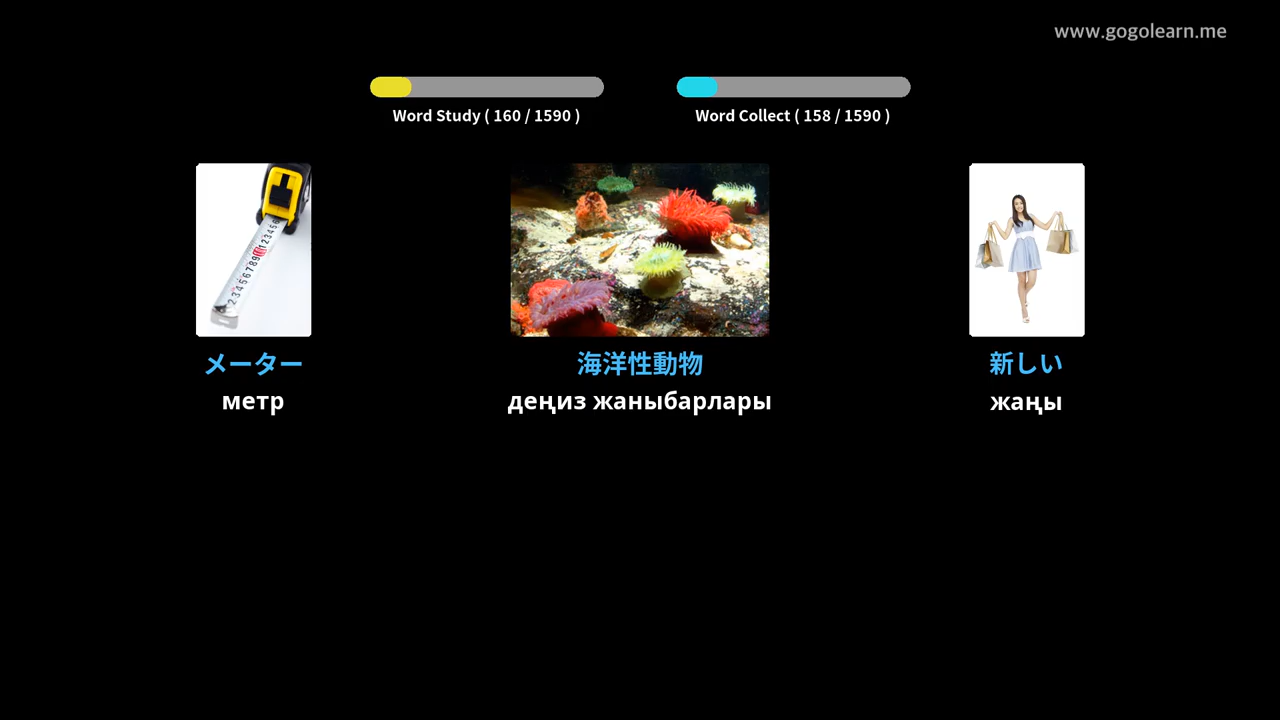 www.gogolearn.me
Word Study ( 160 / 1590 )
Word Collect ( 158 / 1590 )
メーター
метр
海洋性動物
деңиз жаныбарлары
新しい
жаңы